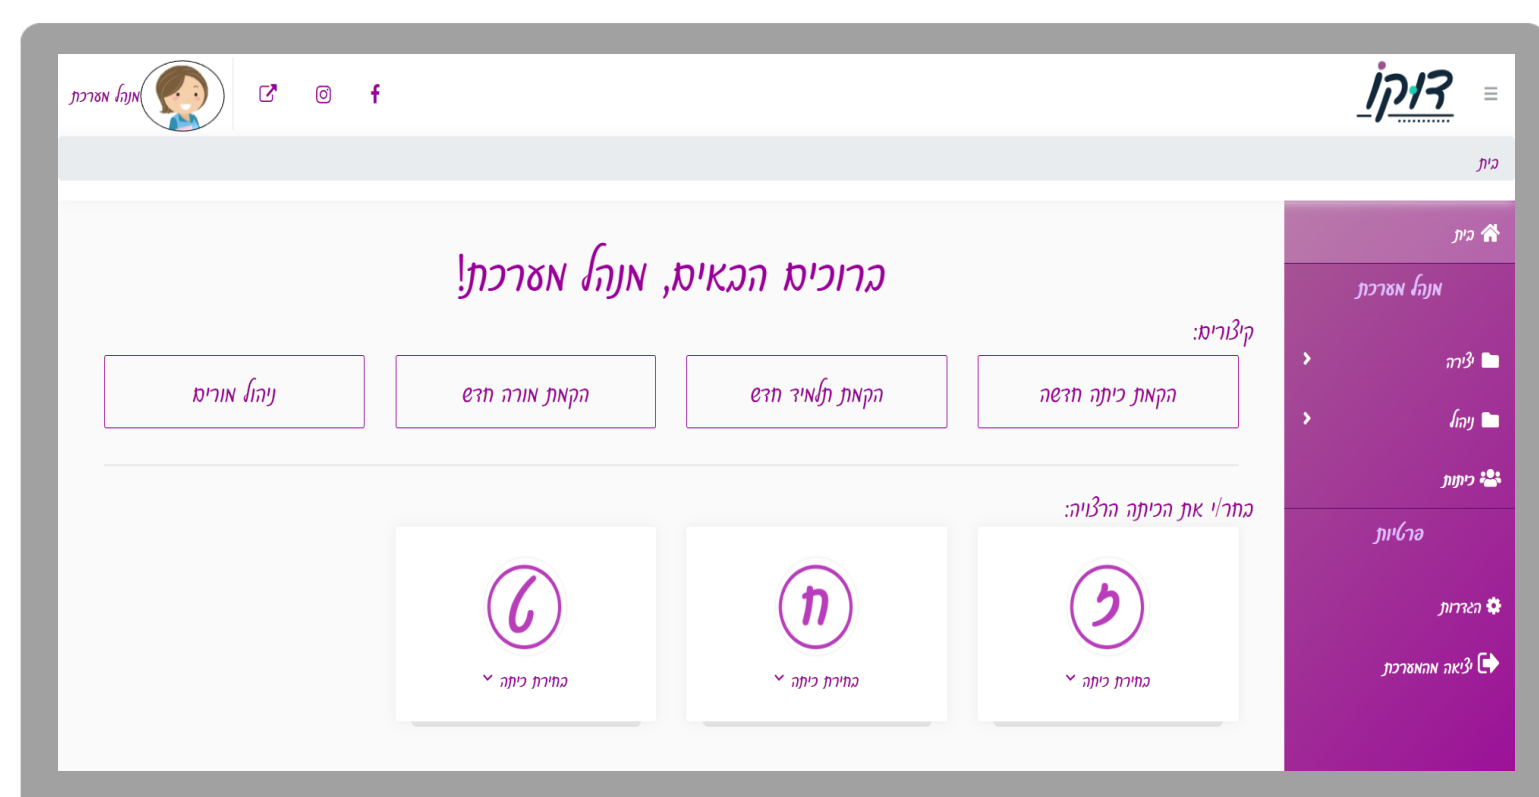 דוקו
מנהל מערכת
בית
בית
מנהל מערכת
יצירה
ניהול
כיתות
פרטיות
הגדרות
יציאה מהמערכת
ברוכים הבאים, מנהל מערכת!
קיצורים:
הקמת כיתה חדשה
הקמת תלמיד חדש
הקמת מורה חדש
ניהול מורים
בחר/י את הכיתה הרצויה:
ז
בחירת כיתה
ח
בחירת כיתה
ט
בחירת כיתה